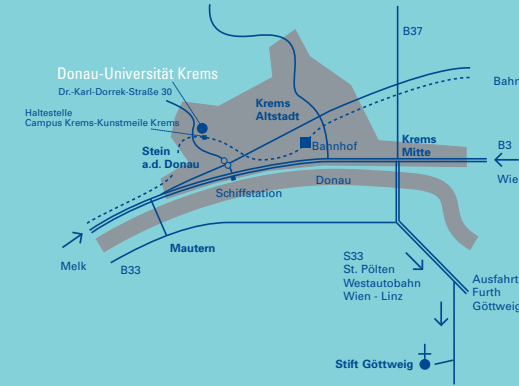 B37
Donau-Universität Krems
Bahn
Dr.-Karl-Dorrek-Straße 30
Krems
Altstadt
Haltestelle
Campus Krems-Kunstmeile Krems
Krems
Mitte
Bahnhof
B3
Stein
a.d. Donau
Donau
Wie
Schiffstation
Mautern
S33
St. Pölten
Westautobahn
Wien - Linz
Melk
B33
Ausfahrt
Furth
Göttweig
Stift Göttweig